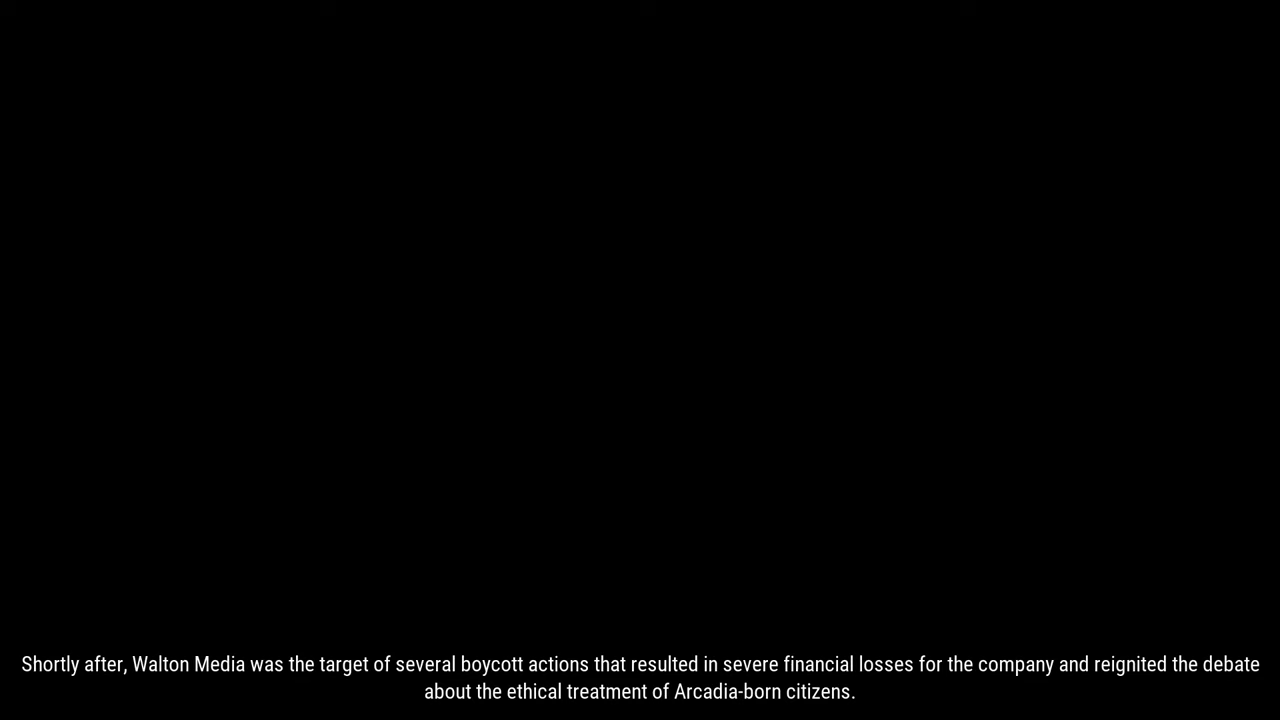 Shortly after, Walton Media was the target of several boycott actions that resulted in severe financial losses for the company and reignited the debate
about the ethical treatment of Arcadia-born citizens.